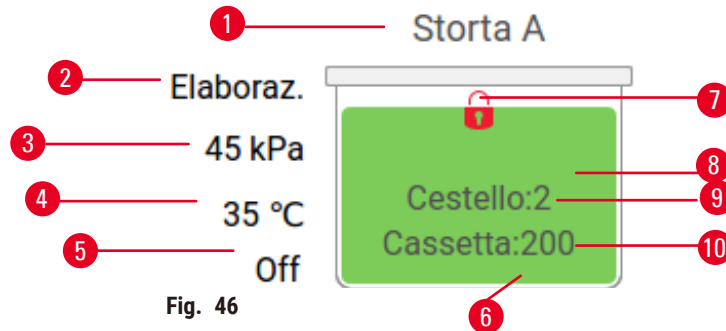 1
Storta A
2
Elaboraz.
7
3
45 kPa
8
4
35 °C
Cestello:2
9
5
Off
Cassetta:200
10
Fig. 46
6